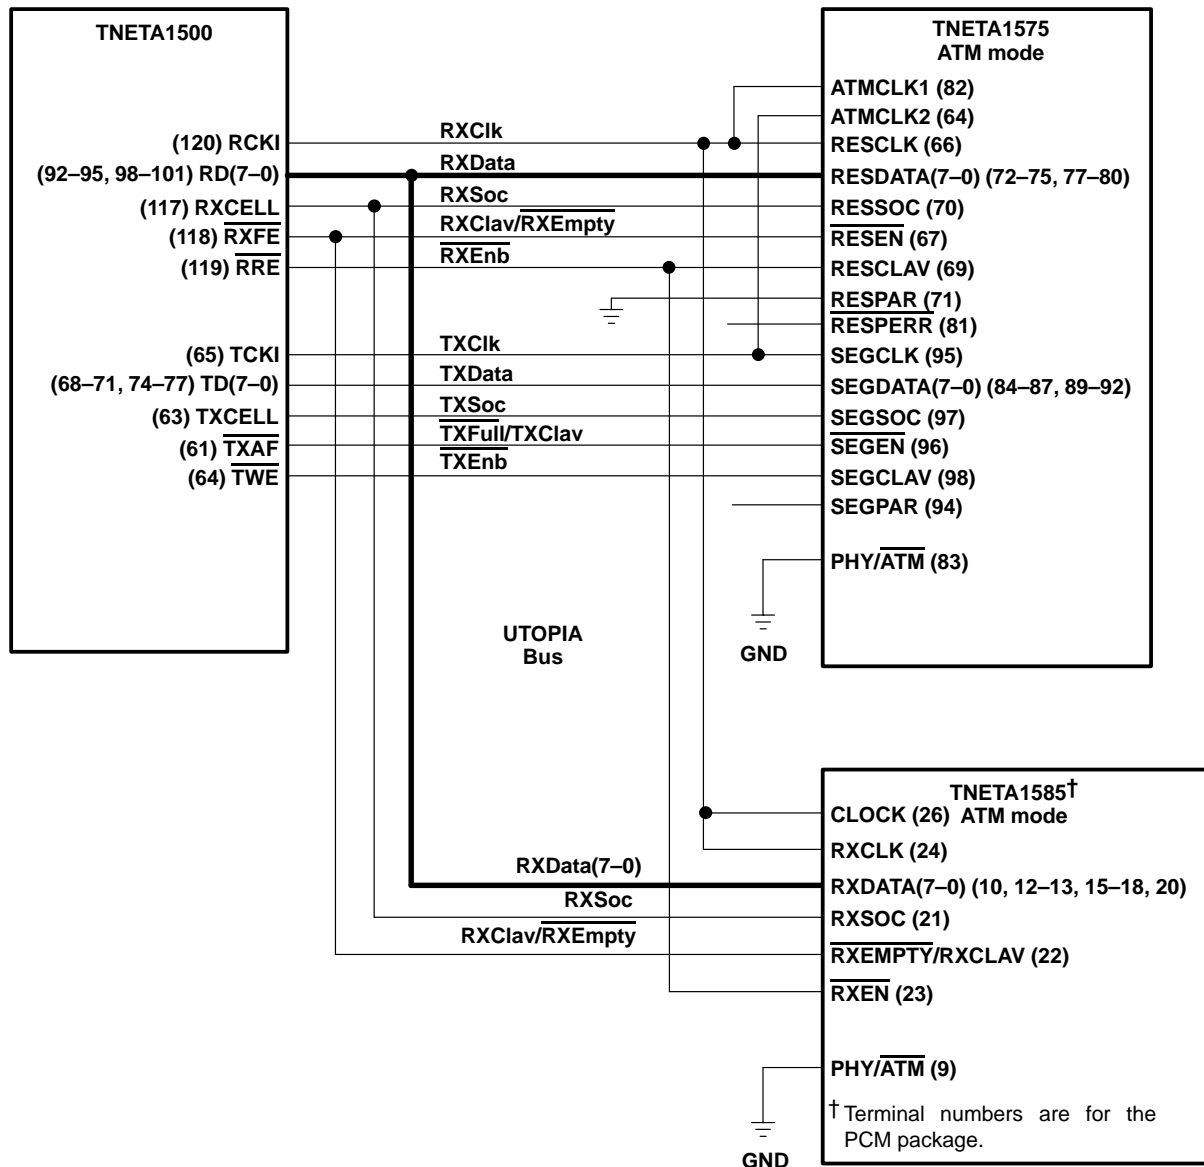 TNETA1500
TNETA1575
ATM mode
ATMCLK1 (82)
ATMCLK2 (64)
(120) RCKI
RXClk
RESCLK (66)
(92–95, 98–101) RD(7–0)
RXData
RESDATA(7–0) (72–75, 77–80)
(117) RXCELL
RXSoc
RESSOC (70)
(118) RXFE
RXClav/RXEmpty
RESEN (67)
(119) RRE
RXEnb
RESCLAV (69)
RESPAR (71)
RESPERR (81)
(65) TCKI
TXClk
SEGCLK (95)
(68–71, 74–77) TD(7–0)
TXData
SEGDATA(7–0) (84–87, 89–92)
(63) TXCELL
TXSoc
SEGSOC (97)
(61) TXAF
TXFull/TXClav
SEGEN (96)
(64) TWE
TXEnb
SEGCLAV (98)
SEGPAR (94)
PHY/ATM (83)
GND
UTOPIA
Bus
TNETA1585†
ATM mode
CLOCK (26)
RXCLK (24)
RXData(7–0)
RXDATA(7–0) (10, 12–13, 15–18, 20)
RXSoc
RXSOC (21)
RXClav/RXEmpty
RXEMPTY/RXCLAV (22)
RXEN (23)
PHY/ATM (9)
GND
† Terminal numbers are for the
PCM package.